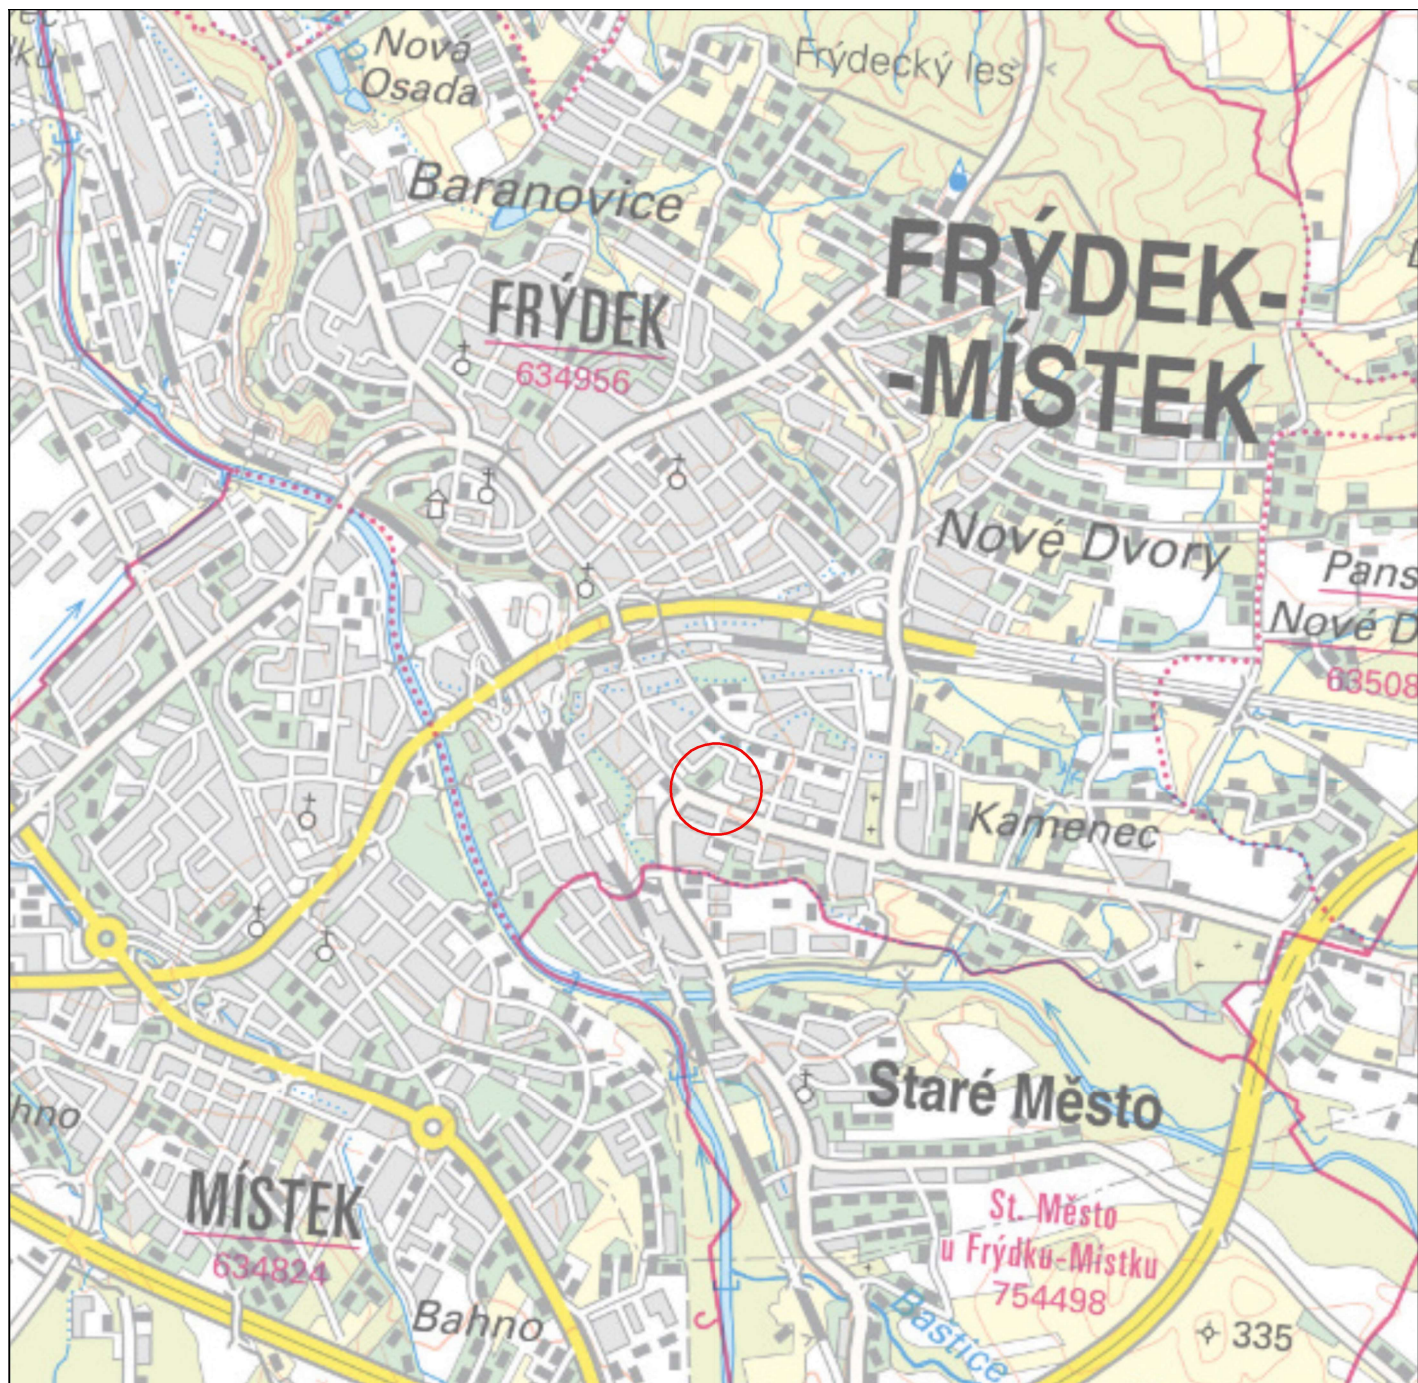 Nová
Osada
Frýdecký les
Baranovice
FRÝDEK-
-MÍSTEK
FRÝDEK
634956
Nové Dvory
Pans
Nové D
63508
Kamenec
Staré Město
hno
MÍSTEK
634824
St. Město
u Frýdku-Místku
754498
Bahno
Baštice
335